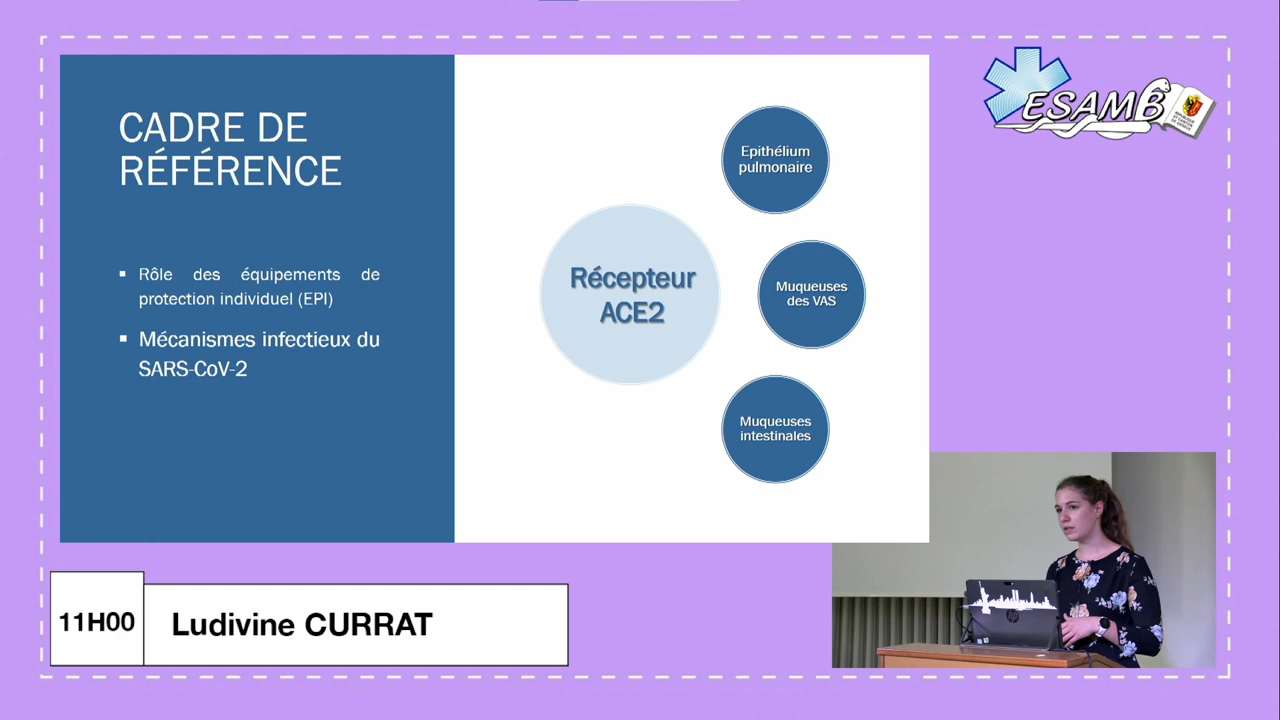 CADRE DE
RÉFÉRENCE
▪ Rôle des équipements de
protection individuel (EPI)
▪ Mécanismes infectieux du
SARS-CoV-2
Récepteur
ACE2
Epithélium
pulmonaire
Muqueuses
des VAS
Muqueuses
intestinales
ESAMB
11H00
Ludivine CURRAT
hp